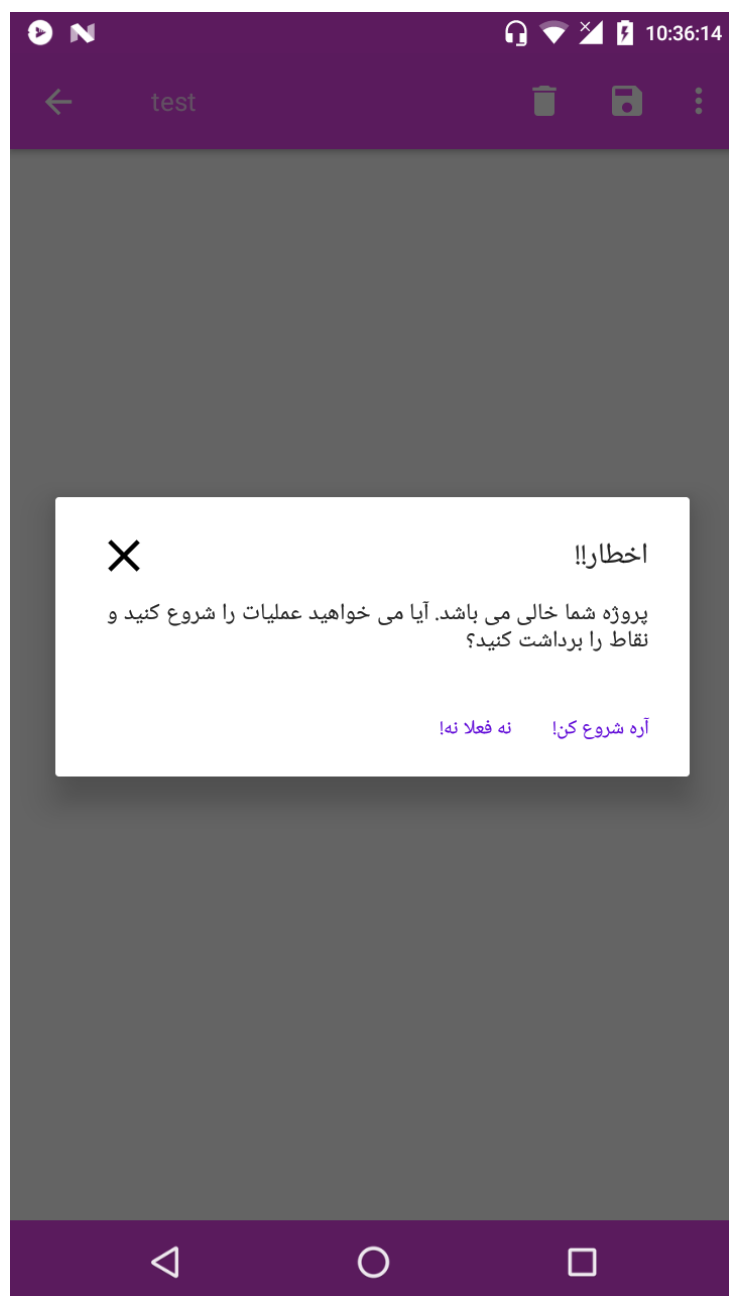 10:36:14
test
اخطار!!
پروژه شما خالی می باشد. آیا می خواهید عملیات را شروع کنید و
نقاط را برداشت کنید؟
آره شروع کن! نه فعلا نه!